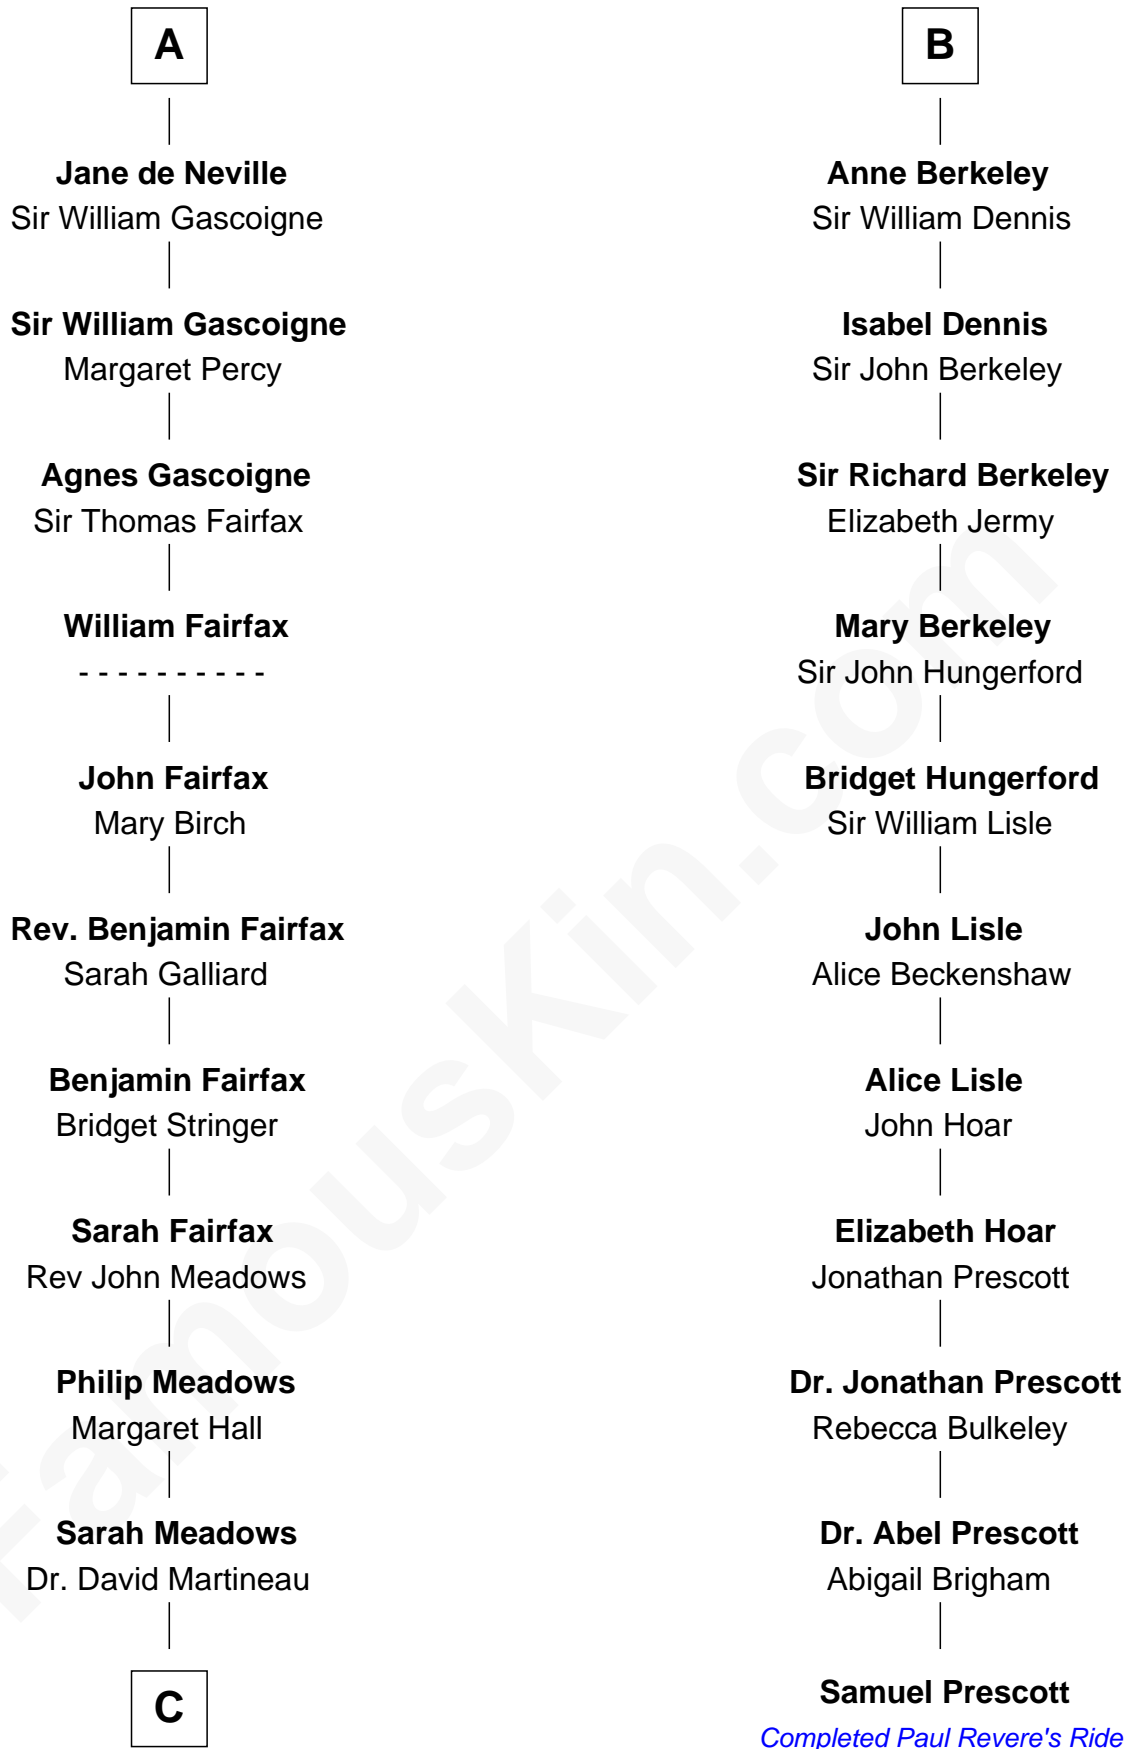 A
Jane de Neville
Sir William Gascoigne
Sir William Gascoigne
Margaret Percy
Agnes Gascoigne
Sir Thomas Fairfax
William Fairfax
- - - - - - - - - -
John Fairfax
Mary Birch
Rev. Benjamin Fairfax
Sarah Galliard
Benjamin Fairfax
Bridget Stringer
Sarah Fairfax
Rev John Meadows
Philip Meadows
Margaret Hall
Sarah Meadows
Dr. David Martineau
C
B
Anne Berkeley
Sir William Dennis
Isabel Dennis
Sir John Berkeley
Sir Richard Berkeley
Elizabeth Jermy
Mary Berkeley
Sir John Hungerford
Bridget Hungerford
Sir William Lisle
John Lisle
Alice Beckenshaw
Alice Lisle
John Hoar
Elizabeth Hoar
Jonathan Prescott
Dr. Jonathan Prescott
Rebecca Bulkeley
Dr. Abel Prescott
Abigail Brigham
Samuel Prescott
Completed Paul Revere's Ride
FamousKin.com